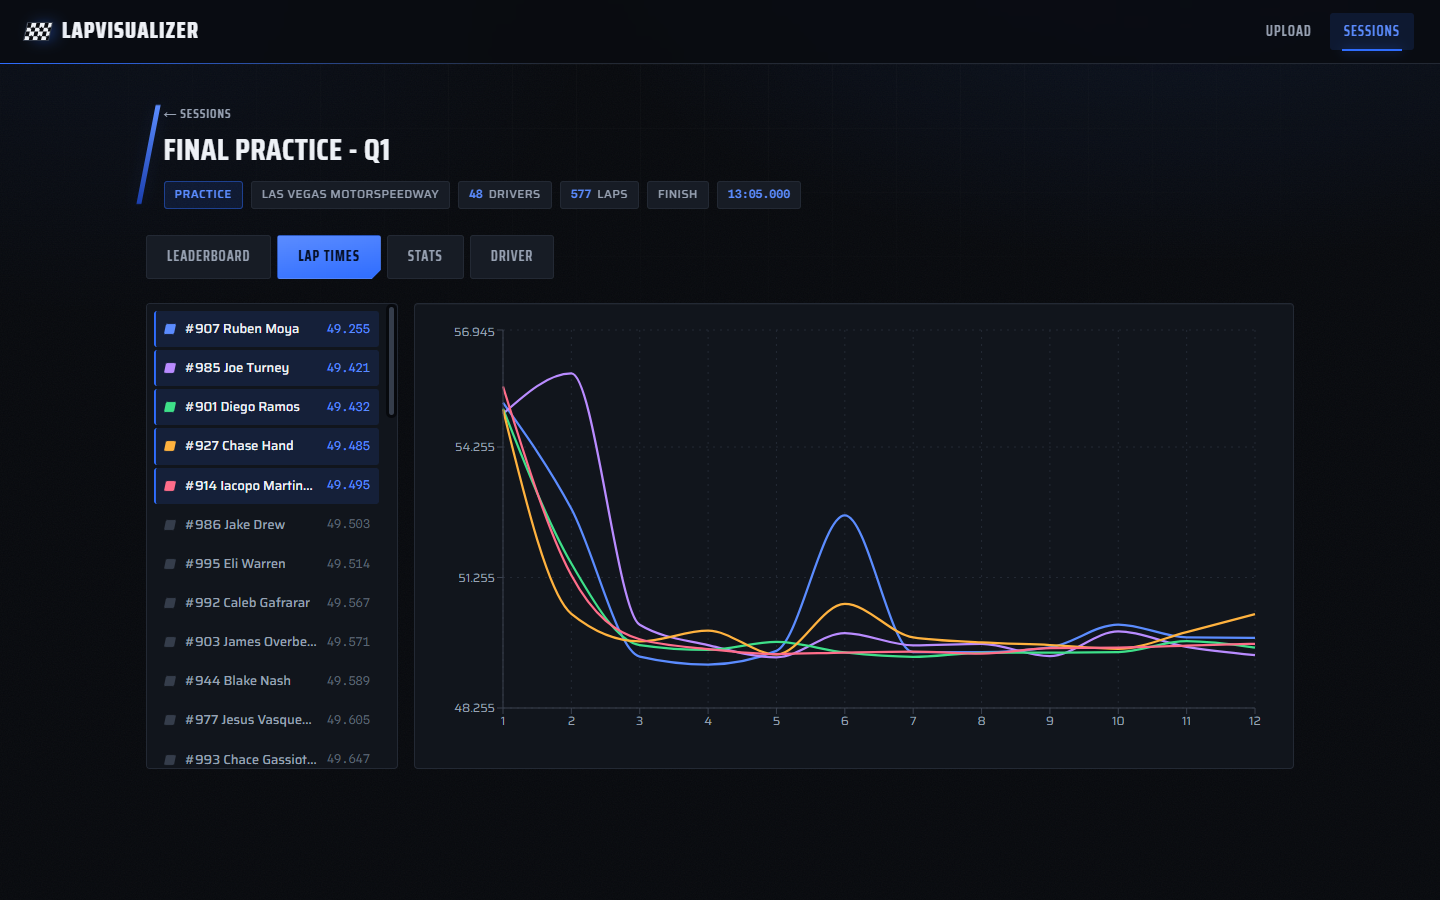 LAPVISUALIZER
UPLOAD SESSIONS
← SESSIONS
FINAL PRACTICE - Q1
PRACTICE LAS VEGAS MOTORSPEEDWAY 48 DRIVERS 577 LAPS FINISH 13:05.000
LEADERBOARD LAP TIMES STATS DRIVER
#907 Ruben Moya 49.255
#985 Joe Turney 49.421
#901 Diego Ramos 49.432
#927 Chase Hand 49.485
#914 Iacopo Martin... 49.495
#986 Jake Drew 49.503
#995 Eli Warren 49.514
#992 Caleb Gafrarar 49.567
#903 James Overbe... 49.571
#944 Blake Nash 49.589
#977 Jesus Vasque... 49.605
#993 Chace Gassiot... 49.647
56.945
54.255
51.255
48.255
1 2 3 4 5 6 7 8 9 10 11 12